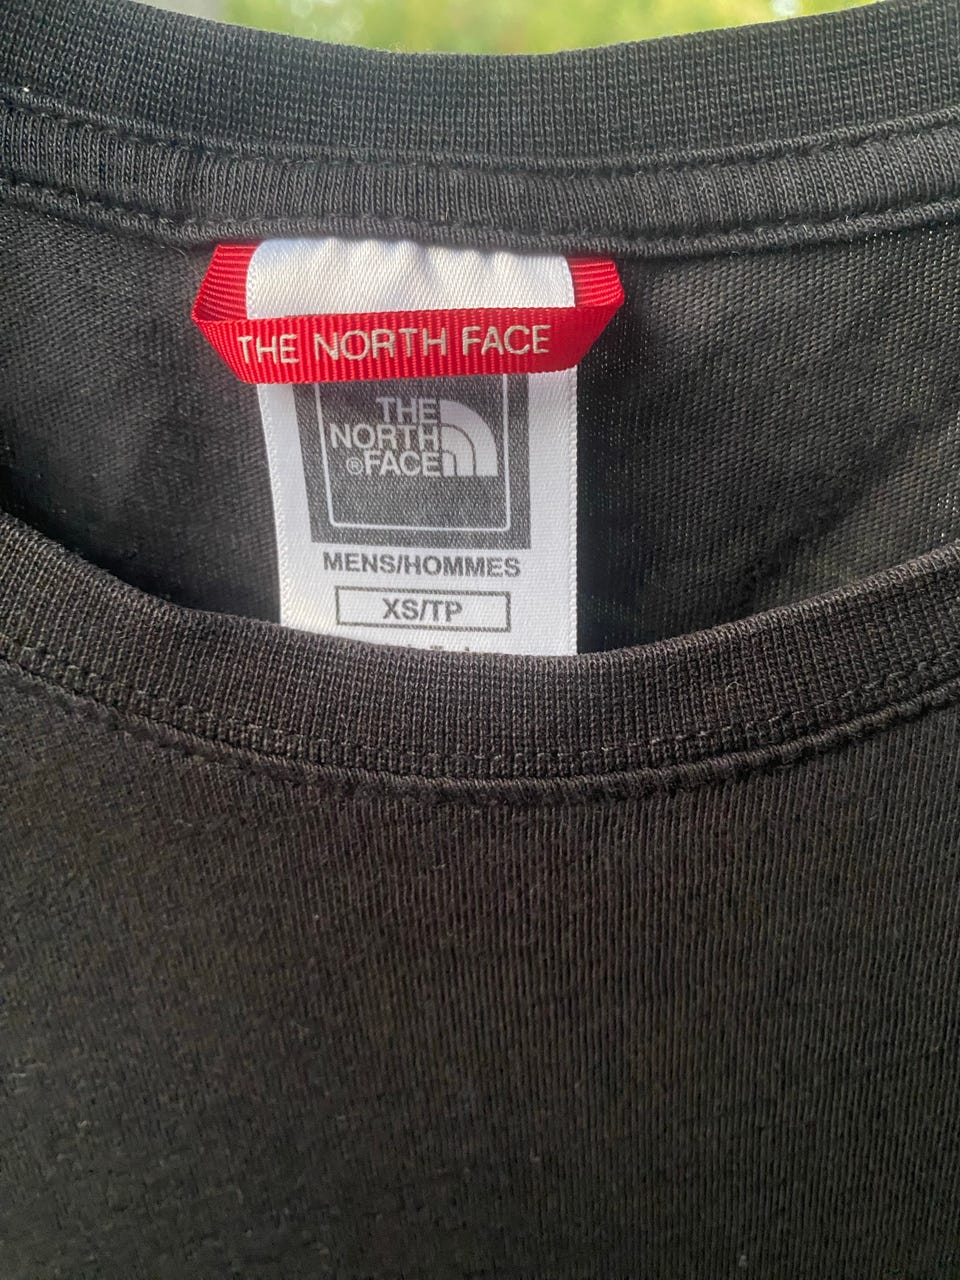 THE NORTH FACE
THE
NORTH
®FACE
MENS/HOMMES
XS/TP